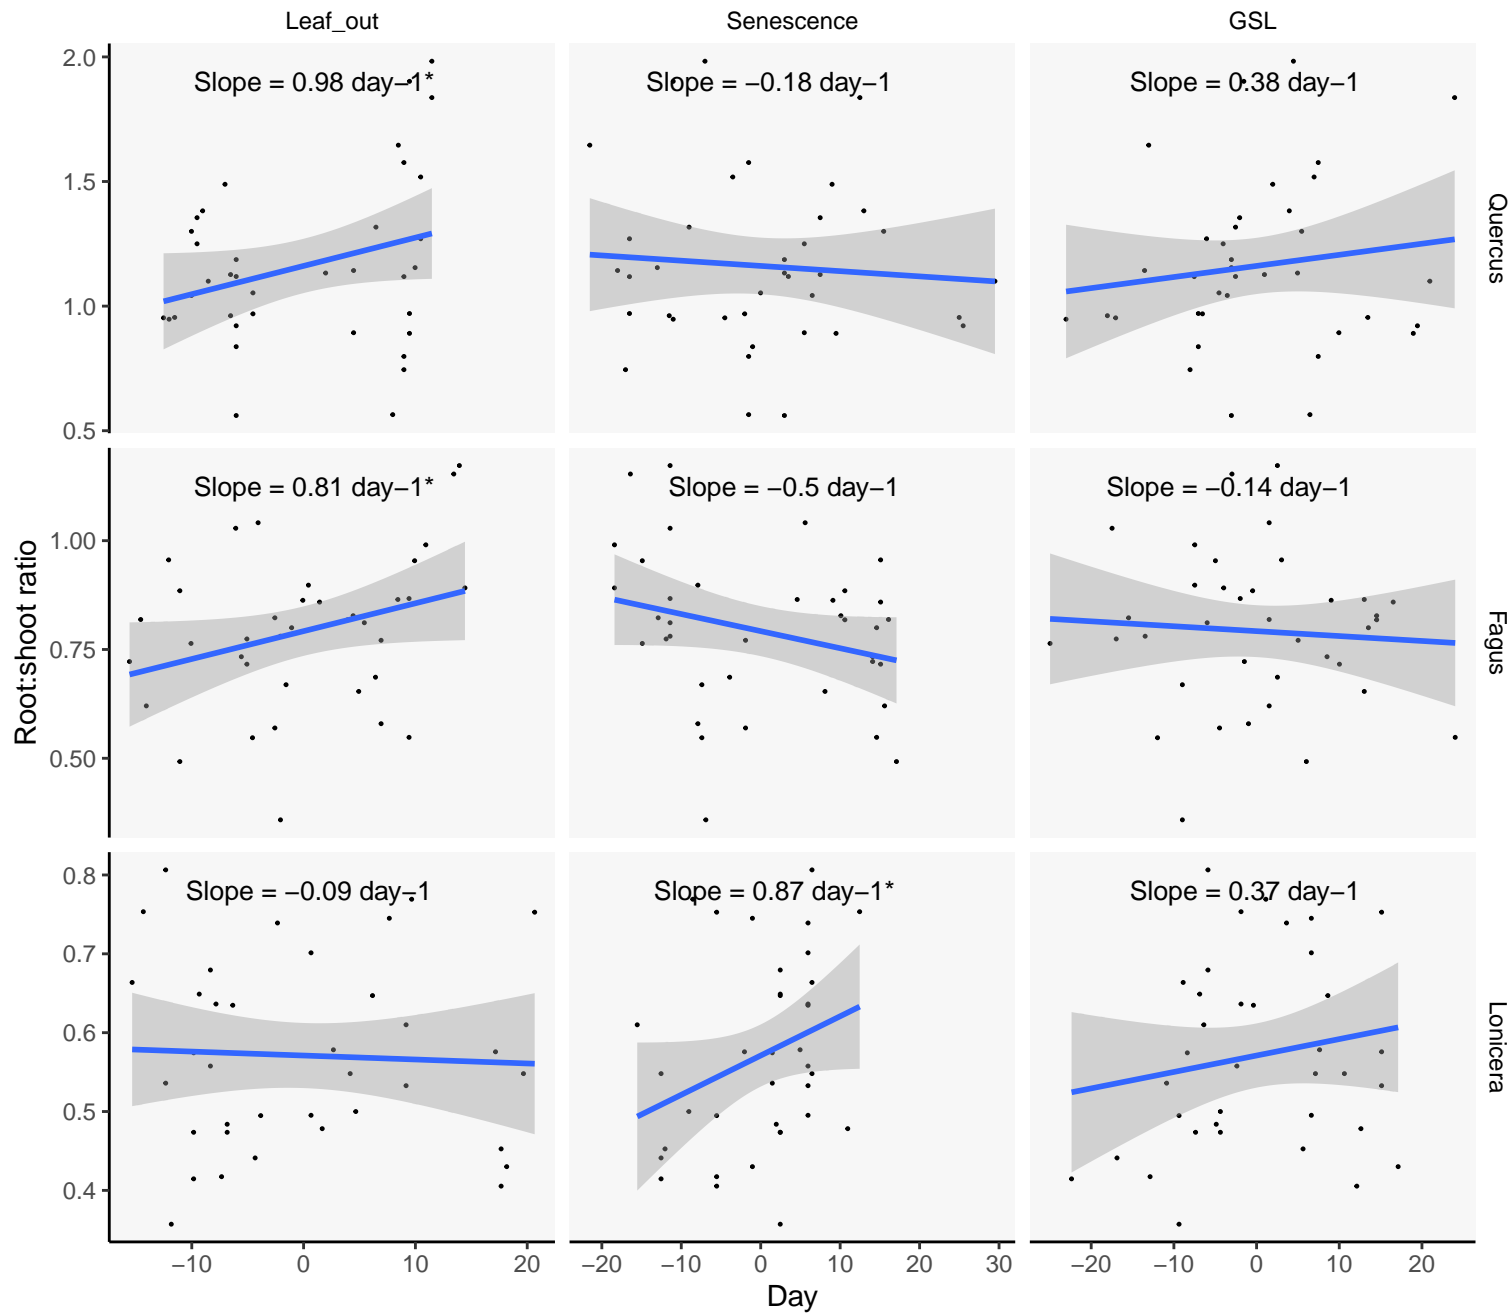 Leaf_out Senescence GSL
2.0
1.5
1.0
0.5
Slope = 0.98 day−1*
Slope = −0.18 day−1
Slope = 0.38 day−1
Quercus
1.00
0.75
0.50
Slope = 0.81 day−1*
Slope = −0.5 day−1
Slope = −0.14 day−1
Fagus
Root:shoot ratio
0.8
0.7
0.6
0.5
0.4
Slope = −0.09 day−1
Slope = 0.87 day−1*
Slope = 0.37 day−1
Lonicera
−10 0 10 20
−20 −10 0 10 20 30
−20 −10 0 10 20
Day